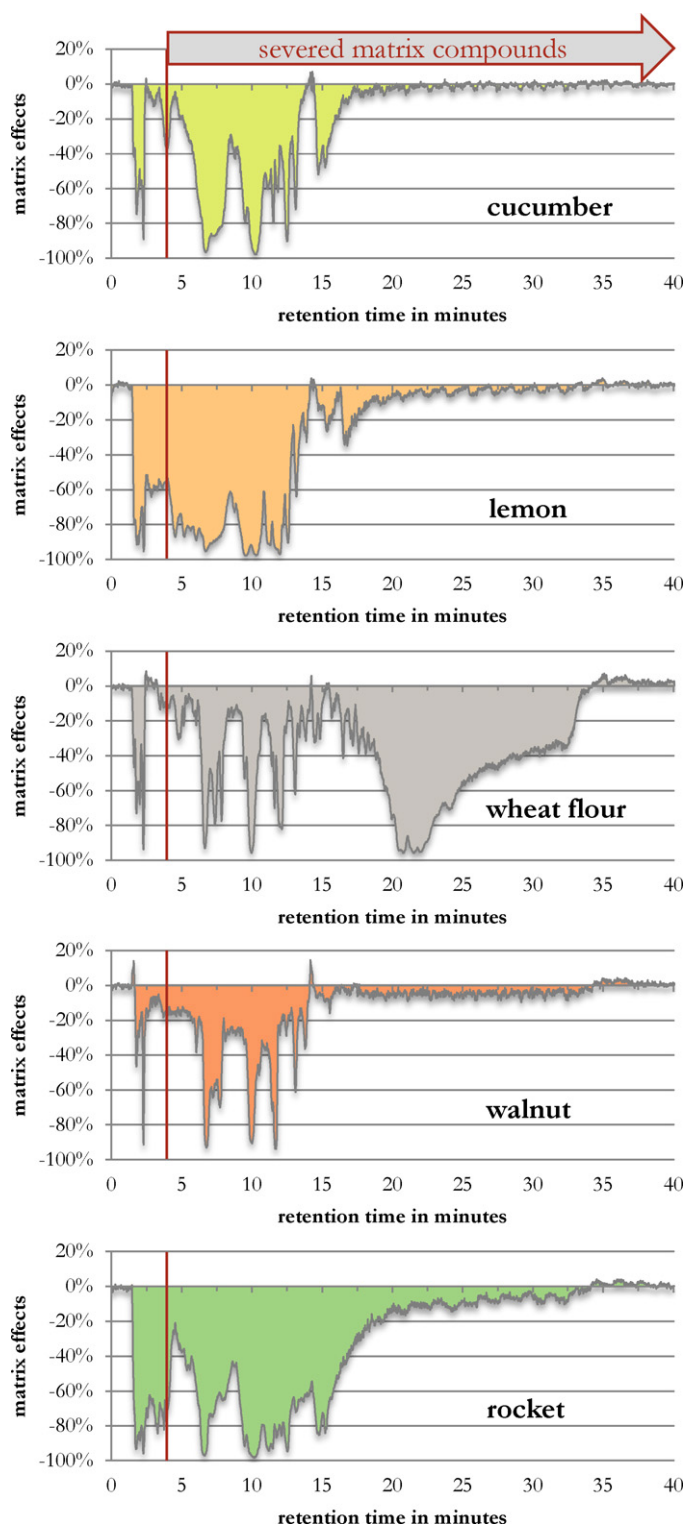 severed matrix compounds
20%
0%
-20%
-40%
-60%
-80%
-100%
matrix effects
cucumber
0 5 10 15 20 25 30 35 40
retention time in minutes
20%
0%
-20%
-40%
-60%
-80%
-100%
matrix effects
lemon
0 5 10 15 20 25 30 35 40
retention time in minutes
20%
0%
-20%
-40%
-60%
-80%
-100%
matrix effects
wheat flour
0 5 10 15 20 25 30 35 40
retention time in minutes
20%
0%
-20%
-40%
-60%
-80%
-100%
matrix effects
walnut
0 5 10 15 20 25 30 35 40
retention time in minutes
20%
0%
-20%
-40%
-60%
-80%
-100%
matrix effects
rocket
0 5 10 15 20 25 30 35 40
retention time in minutes